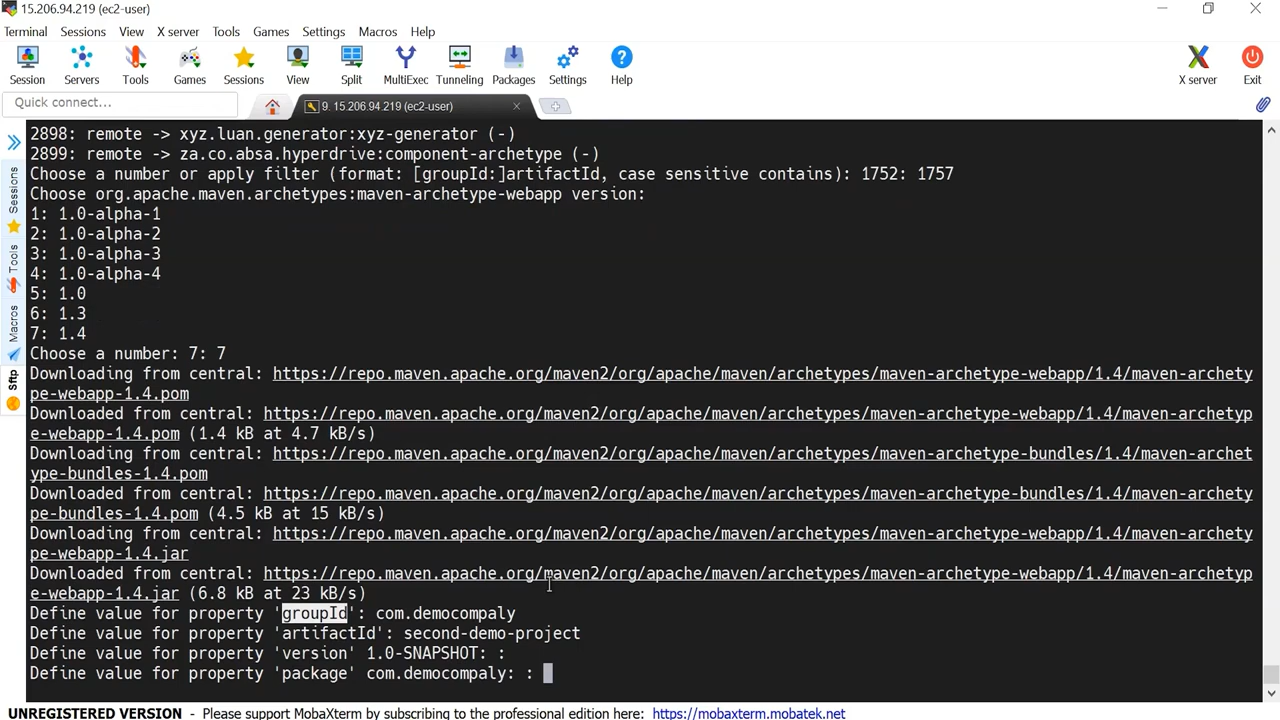 15.206.94.219 (ec2-user)
Terminal Sessions View X server Tools Games Settings Macros Help
Session Servers Tools Games Sessions View Split MultiExec Tunneling Packages Settings Help X server Exit
Quick connect...
9. 15.206.94.219 (ec2-user)
Sessions
Tools
Macros
Sftp
2898: remote -> xyz.luan.generator:xyz-generator (-)
2899: remote -> za.co.absa.hyperdrive:component-archetype (-)
Choose a number or apply filter (format: [groupId:]artifactId, case sensitive contains): 1752: 1757
Choose org.apache.maven.archetypes:maven-archetype-webapp version:
1: 1.0-alpha-1
2: 1.0-alpha-2
3: 1.0-alpha-3
4: 1.0-alpha-4
5: 1.0
6: 1.3
7: 1.4
Choose a number: 7: 7
Downloading from central: https://repo.maven.apache.org/maven2/org/apache/maven/archetypes/maven-archetype-webapp/1.4/maven-archety
pe-webapp-1.4.pom
Downloaded from central: https://repo.maven.apache.org/maven2/org/apache/maven/archetypes/maven-archetype-webapp/1.4/maven-archetyp
e-webapp-1.4.pom (1.4 kB at 4.7 kB/s)
Downloading from central: https://repo.maven.apache.org/maven2/org/apache/maven/archetypes/maven-archetype-bundles/1.4/maven-archet
ype-bundles-1.4.pom
Downloaded from central: https://repo.maven.apache.org/maven2/org/apache/maven/archetypes/maven-archetype-bundles/1.4/maven-archety
pe-bundles-1.4.pom (4.5 kB at 15 kB/s)
Downloading from central: https://repo.maven.apache.org/maven2/org/apache/maven/archetypes/maven-archetype-webapp/1.4/maven-archety
pe-webapp-1.4.jar
Downloaded from central: https://repo.maven.apache.org/maven2/org/apache/maven/archetypes/maven-archetype-webapp/1.4/maven-archetyp
e-webapp-1.4.jar (6.8 kB at 23 kB/s)
Define value for property 'groupId': com.democompaly
Define value for property 'artifactId': second-demo-project
Define value for property 'version' 1.0-SNAPSHOT: :
Define value for property 'package' com.democompaly: :
UNREGISTERED VERSION - Please support MobaXterm by subscribing to the professional edition here: https://mobaxterm.mobatek.net